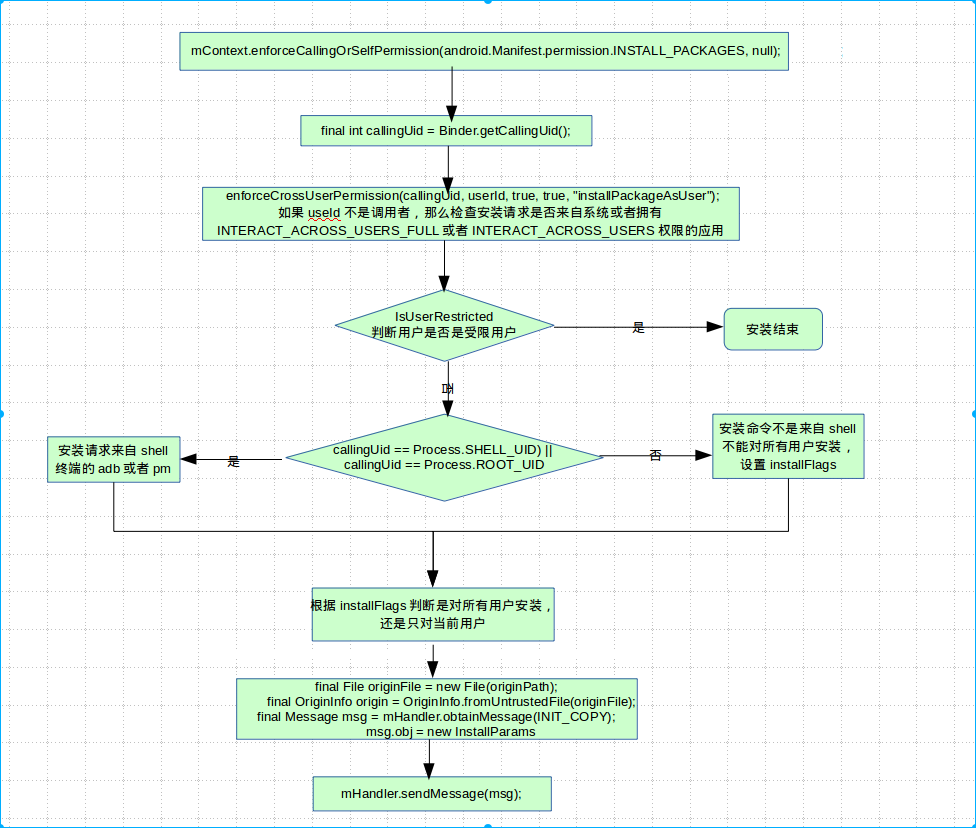 mContext.enforceCallingOrSelfPermission(android.Manifest.permission.INSTALL_PACKAGES, null);
final int callingUid = Binder.getCallingUid();
enforceCrossUserPermission(callingUid, userId, true, true, "installPackageAsUser");
如果 useId 不是调用者，那么检查安装请求是否来自系统或者拥有
INTERACT_ACROSS_USERS_FULL 或者 INTERACT_ACROSS_USERS 权限的应用
IsUserRestricted
判断用户是否是受限用户
是
安装结束
否
callingUid == Process.SHELL_UID) ||
callingUid == Process.ROOT_UID
是
安装请求来自 shell
终端的 adb 或者 pm
否
安装命令不是来自 shell
不能对所有用户安装，
设置 installFlags
根据 installFlags 判断是对所有用户安装，
还是只对当前用户
final File originFile = new File(originPath);
final OriginInfo origin = OriginInfo.fromUntrustedFile(originFile);
final Message msg = mHandler.obtainMessage(INIT_COPY);
msg.obj = new InstallParams
mHandler.sendMessage(msg);